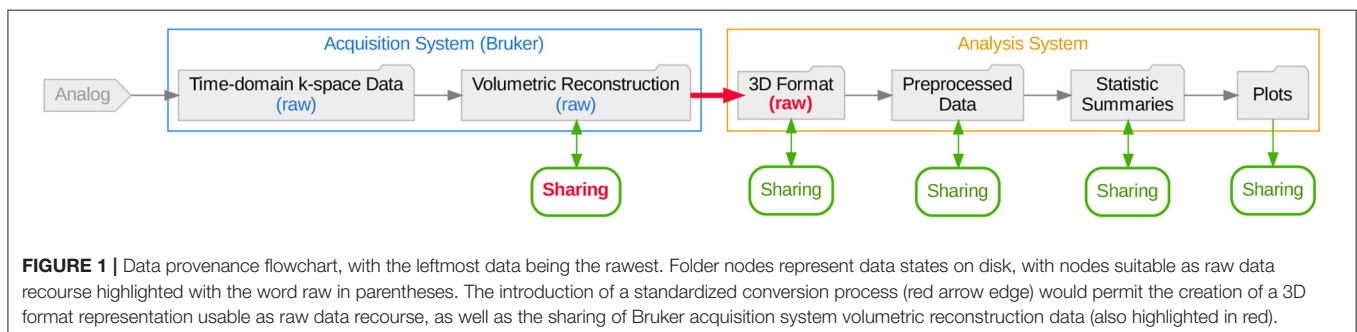 Acquisition System (Bruker)
Analysis System
Analog
Time-domain k-space Data
(raw)
Volumetric Reconstruction
(raw)
3D Format
(raw)
Preprocessed
Data
Statistic
Summaries
Plots
Sharing
Sharing
Sharing
Sharing
Sharing
FIGURE 1 | Data provenance flowchart, with the leftmost data being the rawest. Folder nodes represent data states on disk, with nodes suitable as raw data
recourse highlighted with the word raw in parentheses. The introduction of a standardized conversion process (red arrow edge) would permit the creation of a 3D
format representation usable as raw data recourse, as well as the sharing of Bruker acquisition system volumetric reconstruction data (also highlighted in red).